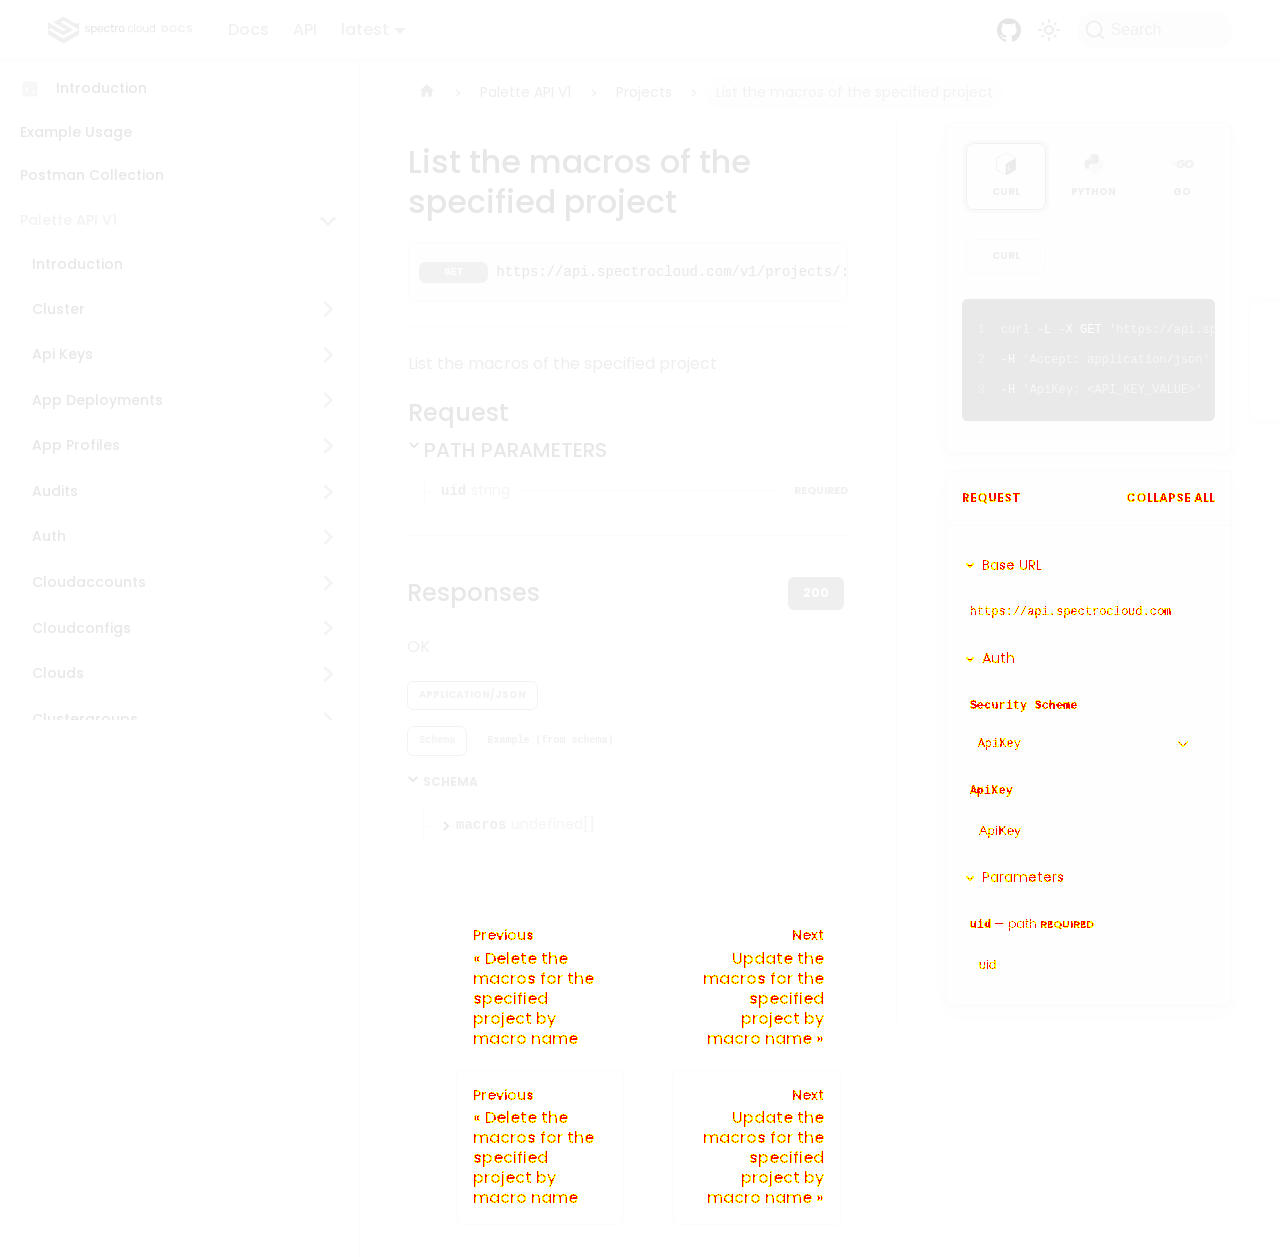 spectro cloud DOCS
Docs
API
latest
Search
Introduction
Example Usage
Postman Collection
Palette API V1
Introduction
Cluster
Api Keys
App Deployments
App Profiles
Audits
Auth
Cloudaccounts
Cloudconfigs
Clouds
Clustergroups
Palette API V1
Projects
List the macros of the specified project
List the macros of the
specified project
GET https://api.spectrocloud.com/v1/projects/:
List the macros of the specified project
Request
PATH PARAMETERS
uid string REQUIRED
Responses 200
OK
APPLICATION/JSON
Schema Example (from schema)
SCHEMA
macros undefined[]
Previous
« Delete the
macros for the
specified
project by
macro name
Next
Update the
macros for the
specified
project by
macro name »
Previous
« Delete the
macros for the
specified
project by
macro name
Next
Update the
macros for the
specified
project by
macro name »
CURL PYTHON GO
CURL
1 curl -L -X GET 'https://api.sp
2 -H 'Accept: application/json'
3 -H 'ApiKey: <API_KEY_VALUE>'
REQUEST COLLAPSE ALL
Base URL
https://api.spectrocloud.com
Auth
Security Scheme
ApiKey
ApiKey
ApiKey
Parameters
uid — path REQUIRED
uid